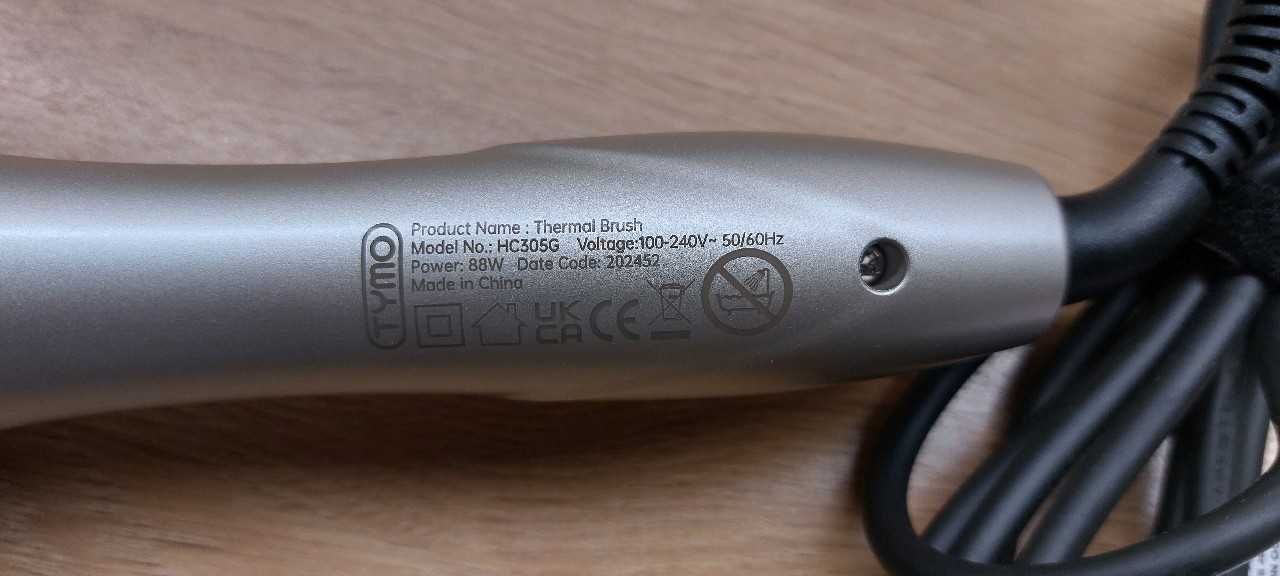 TYMO
Product Name : Thermal Brush
Model No.: HC305G Voltage:100-240V~ 50/60Hz
Power: 88W Date Code: 202452
Made in China
UK
CA CE